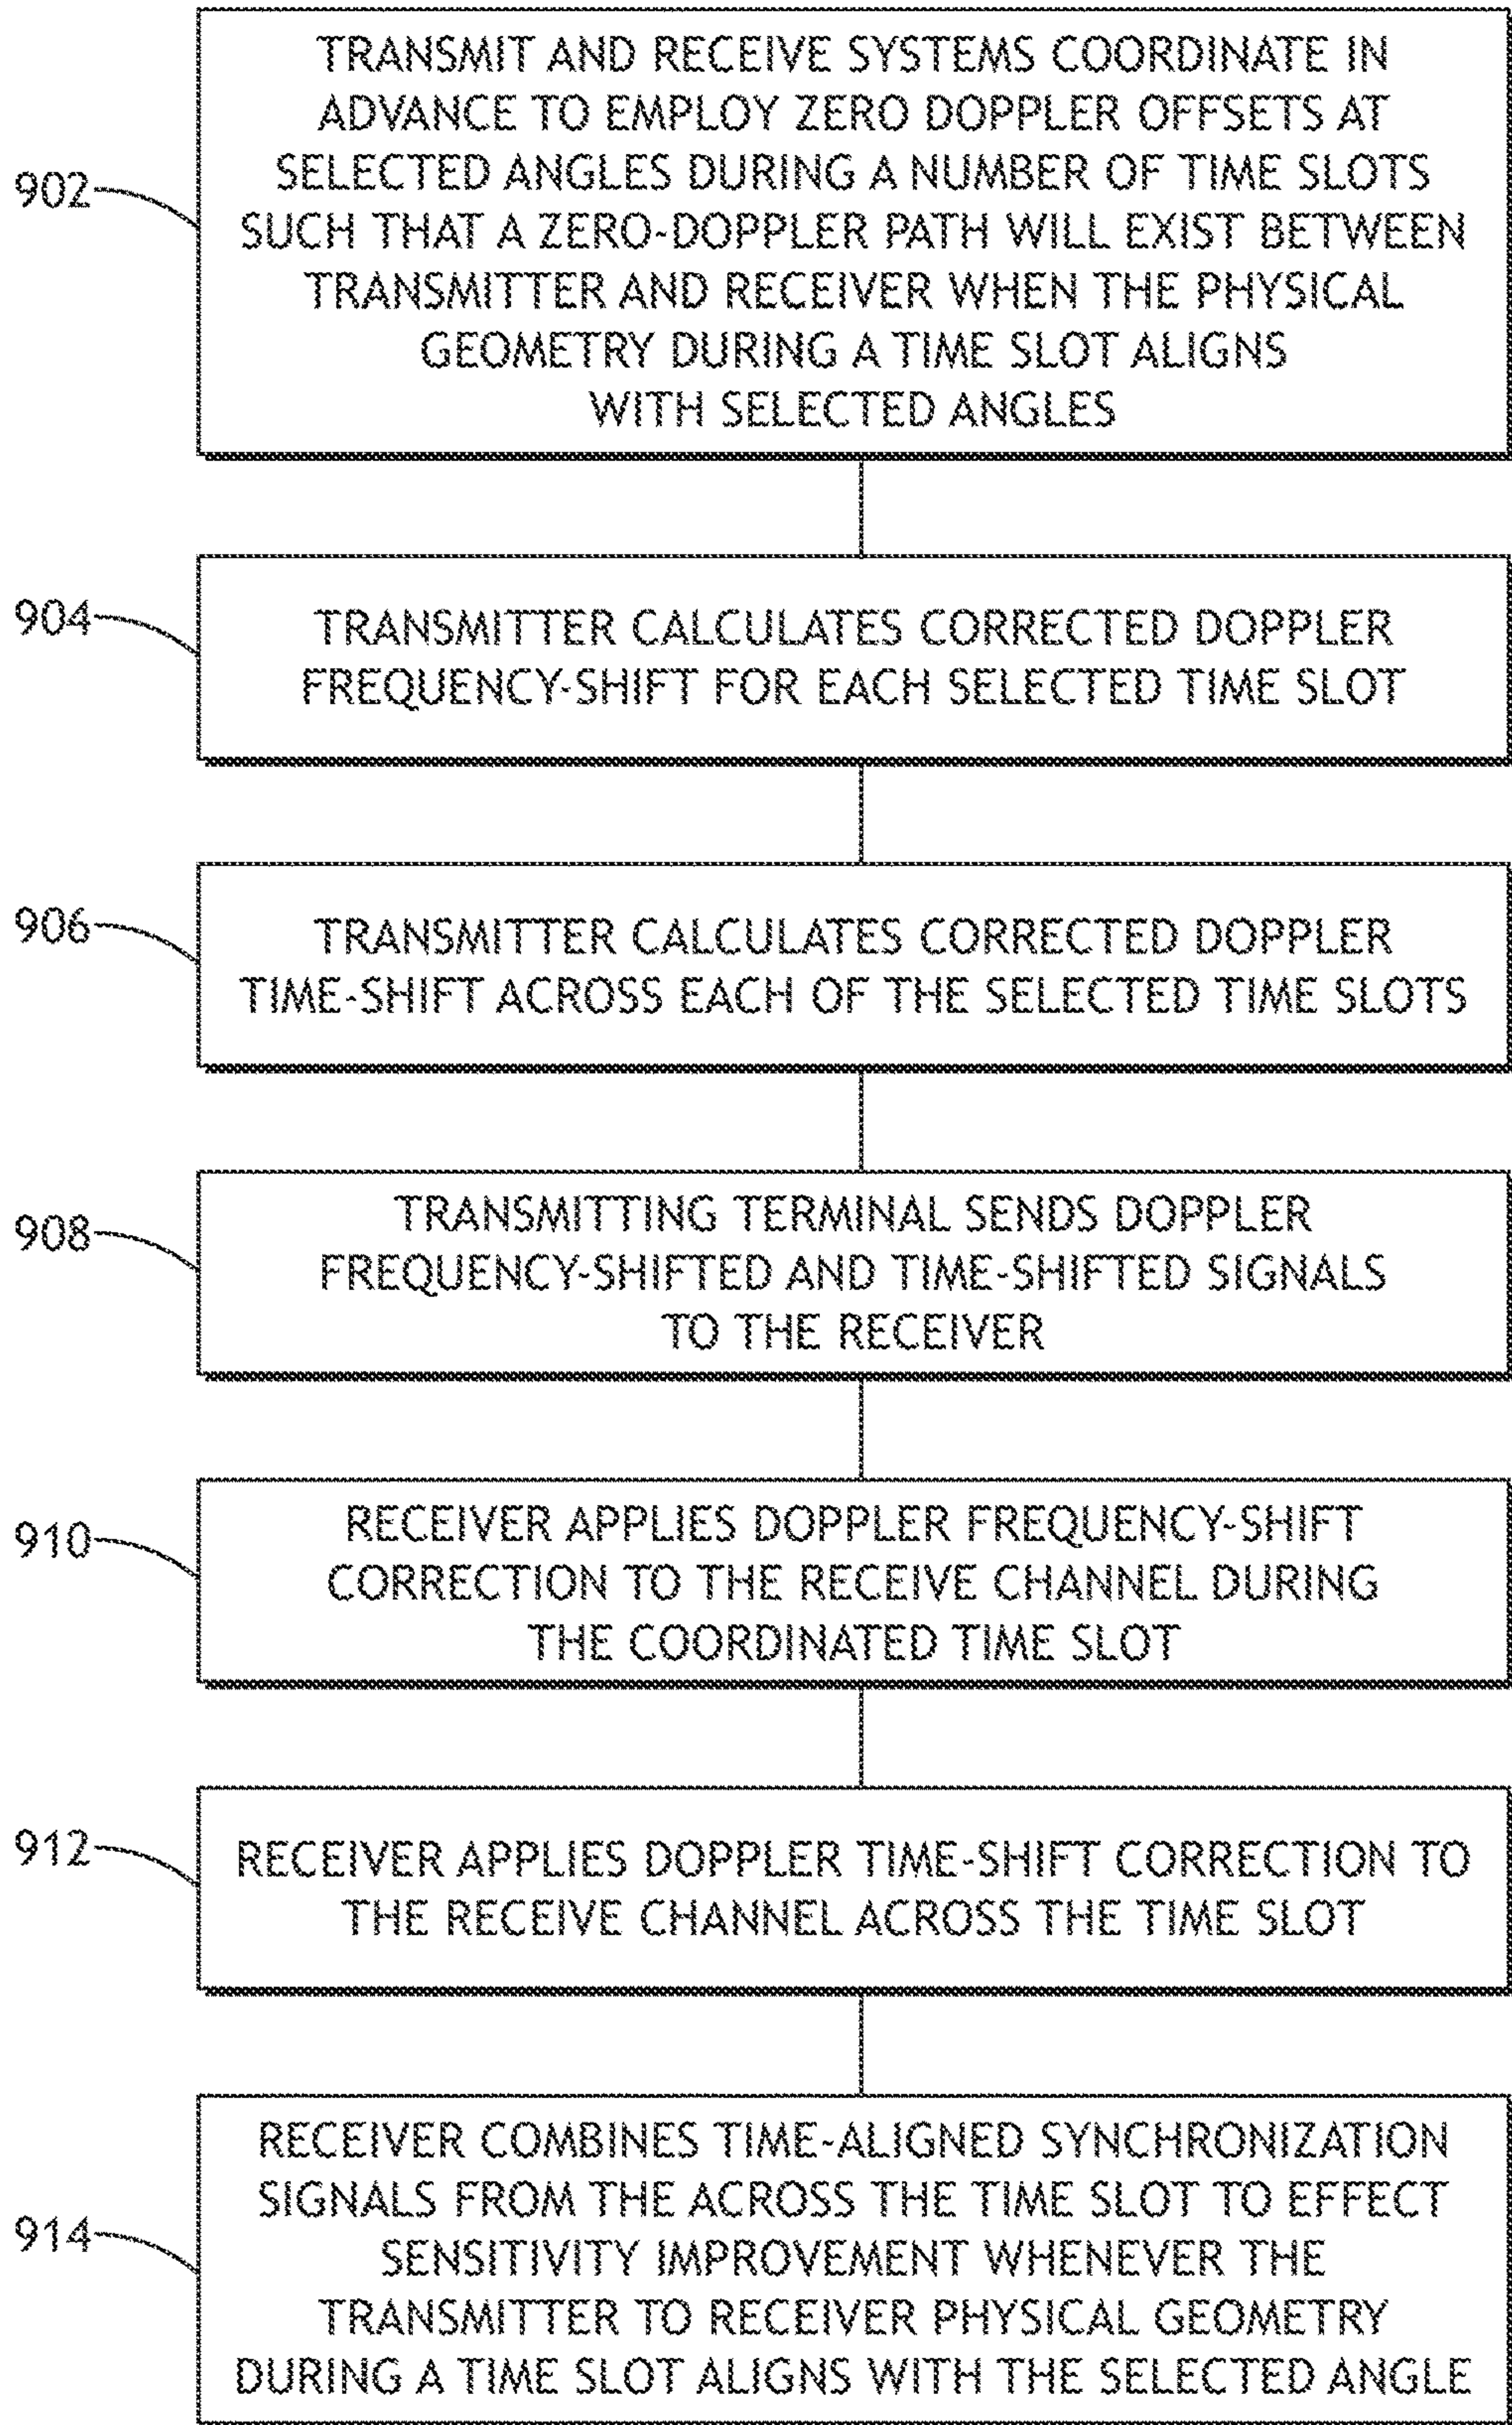 TRANSMIT AND RECEIVE SYSTEMS COORDINATE IN
ADVANCE TO EMPLOY ZERO DOPPLER OFFSETS AT
SELECTED ANGLES DURING A NUMBER OF TIME SLOTS
902
SUCH THAT A ZERO-DOPPLER PATH WILL EXIST BETWEEN
TRANSMITTER AND RECEIVER WHEN THE PHYSICAL
GEOMETRY DURING A TIME SLOT ALIGNS
WITH SELECTED ANGLES
904
TRANSMITTER CALCULATES CORRECTED DOPPLER
FREQUENCY-SHIFT FOR EACH SELECTED TIME SLOT
906
TRANSMITTER CALCULATES CORRECTED DOPPLER
TIME-SHIFT ACROSS EACH OF THE SELECTED TIME SLOTS
908
TRANSMITTING TERMINAL SENDS DOPPLER
FREQUENCY-SHIFTED AND TIME-SHIFTED SIGNALS
TO THE RECEIVER
910
RECEIVER APPLIES DOPPLER FREQUENCY-SHIFT
CORRECTION TO THE RECEIVE CHANNEL DURING
THE COORDINATED TIME SLOT
912
RECEIVER APPLIES DOPPLER TIME-SHIFT CORRECTION TO
THE RECEIVE CHANNEL ACROSS THE TIME SLOT
914
RECEIVER COMBINES TIME-ALIGNED SYNCHRONIZATION
SIGNALS FROM THE ACROSS THE TIME SLOT TO EFFECT
SENSITIVITY IMPROVEMENT WHENEVER THE
TRANSMITTER TO RECEIVER PHYSICAL GEOMETRY
DURING A TIME SLOT ALIGNS WITH THE SELECTED ANGLE